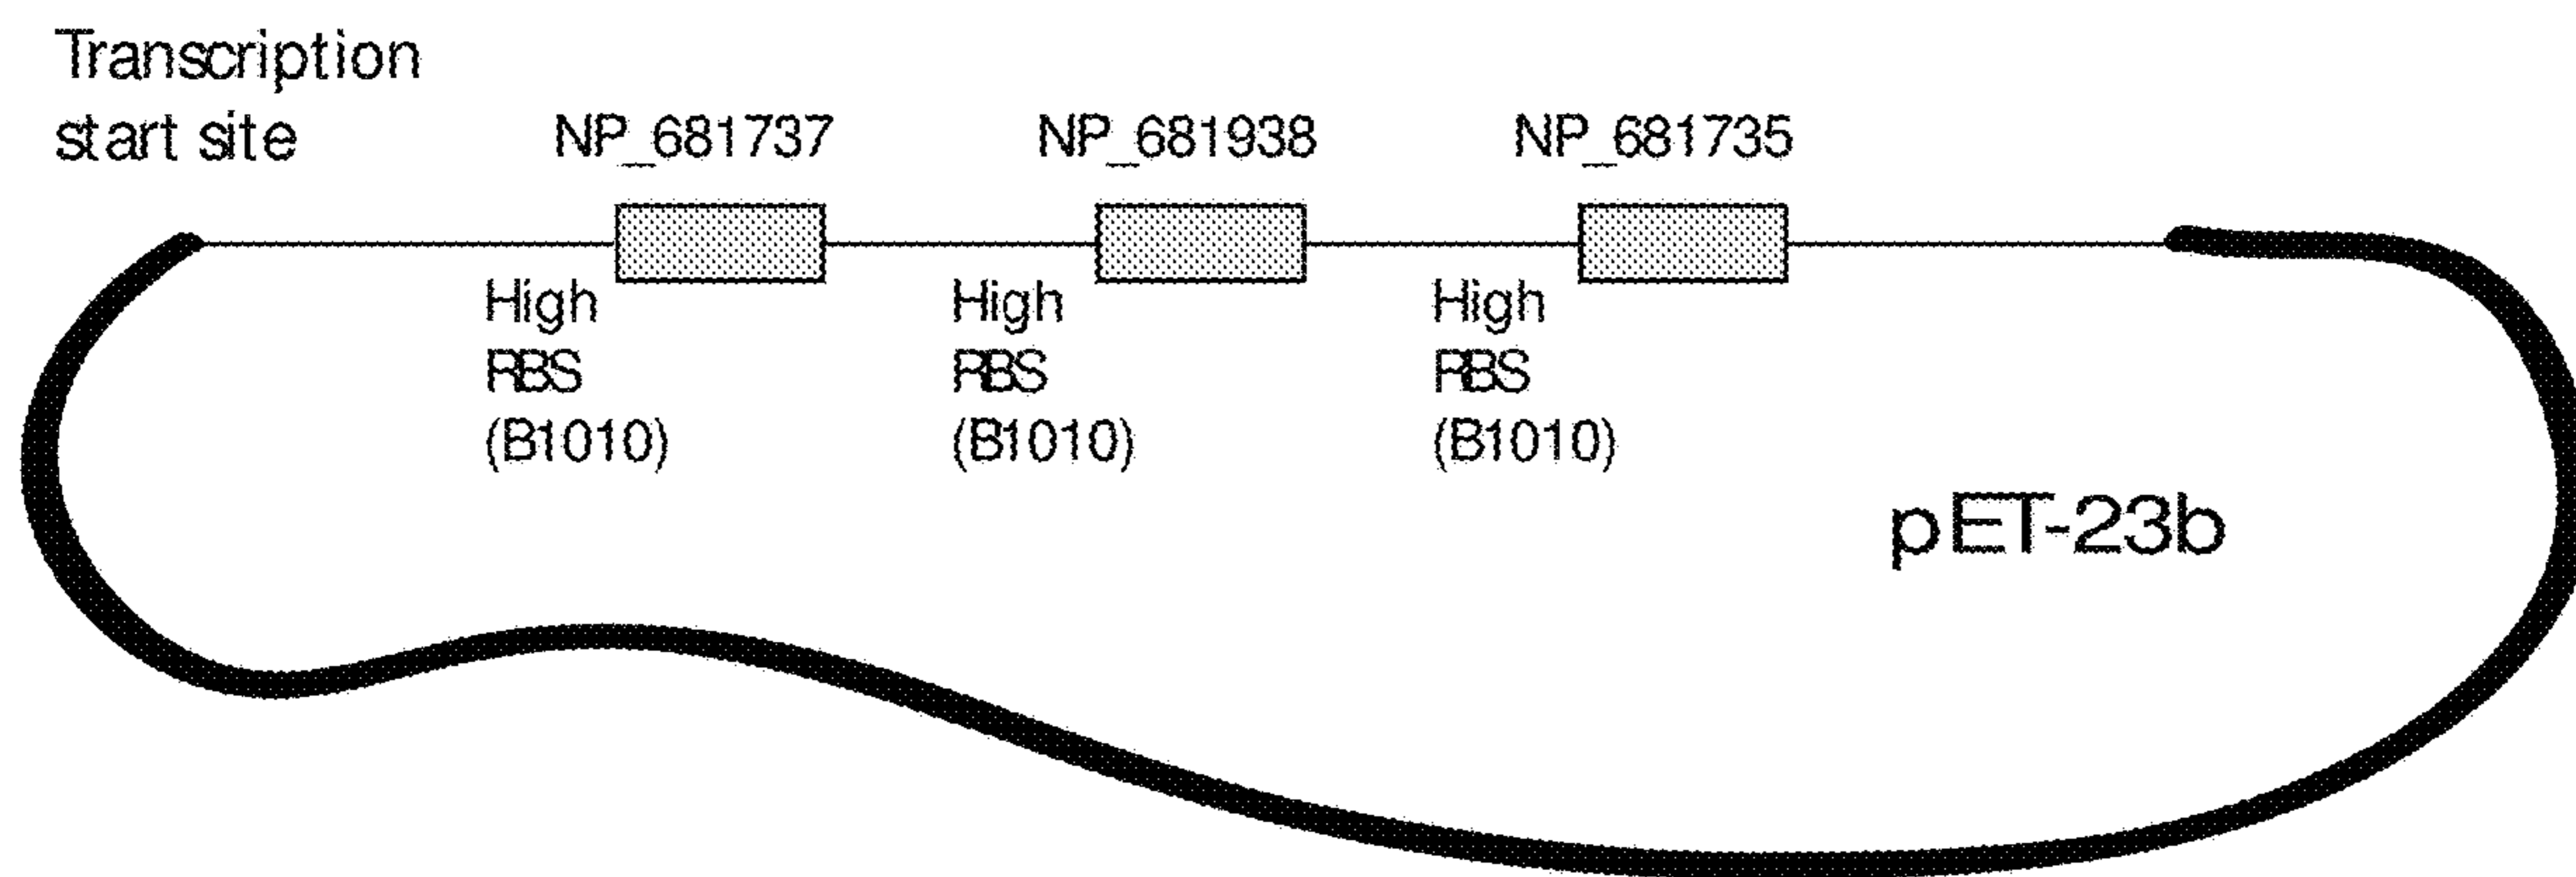 Transcription
start site
NP_681737
NP_681938
NP_681735
High
RBS
(B1010)
High
RBS
(B1010)
High
RBS
(B1010)
pET-23b